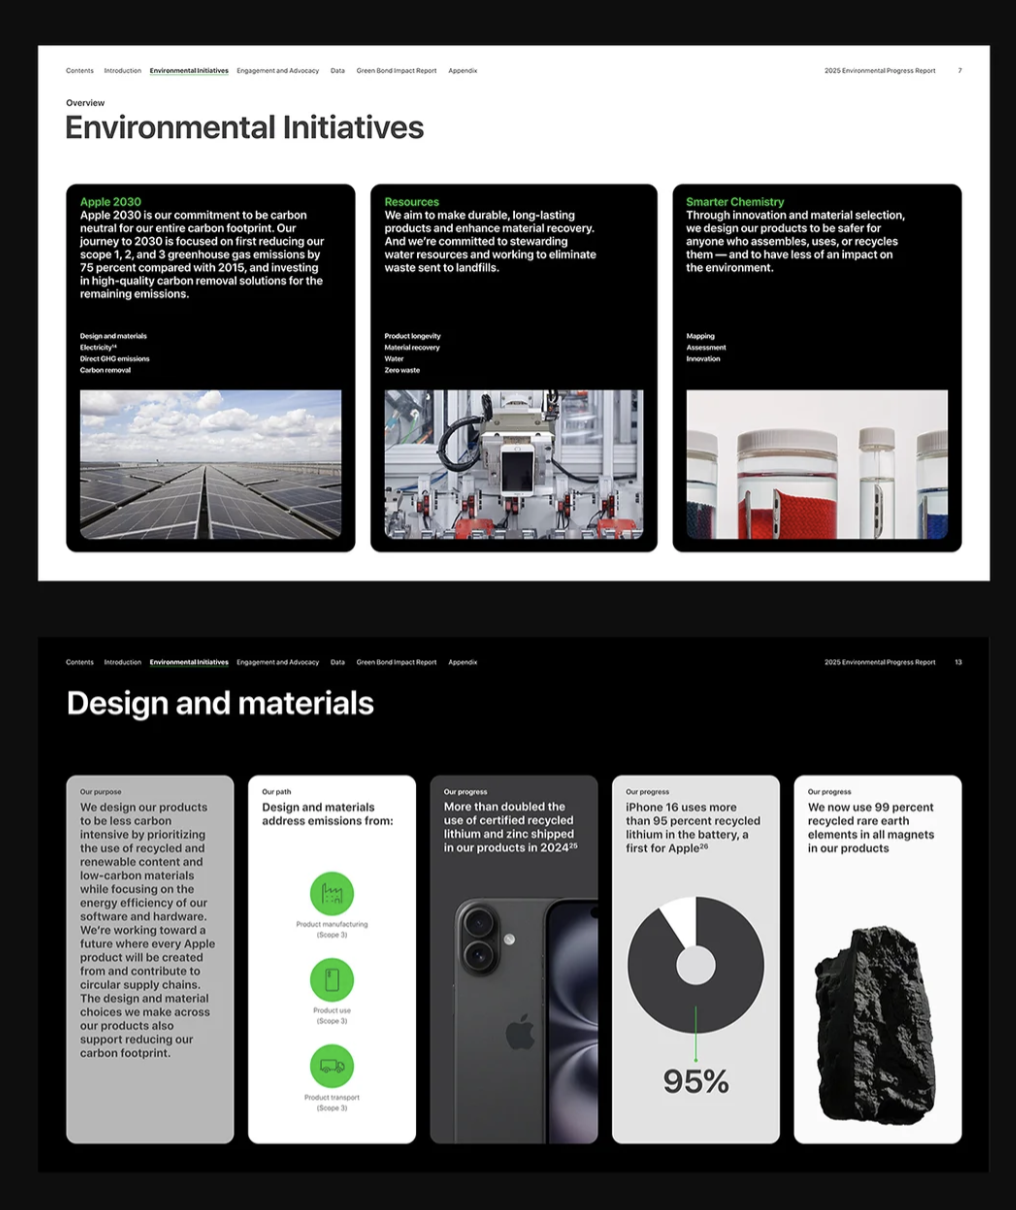 Contents Introduction Environmental Initiatives Engagement and Advocacy Data Green Bond Impact Report Appendix 2025 Environmental Progress Report 7
Overview
Environmental Initiatives
Apple 2030
Apple 2030 is our commitment to be carbon
neutral for our entire carbon footprint. Our
journey to 2030 is focused on first reducing our
scope 1, 2, and 3 greenhouse gas emissions by
75 percent compared with 2015, and investing
in high-quality carbon removal solutions for the
remaining emissions.
Design and materials
Electricity¹⁴
Direct GHG emissions
Carbon removal
Resources
We aim to make durable, long-lasting
products and enhance material recovery.
And we're committed to stewarding
water resources and working to eliminate
waste sent to landfills.
Product longevity
Material recovery
Water
Zero waste
Smarter Chemistry
Through innovation and material selection,
we design our products to be safer for
anyone who assembles, uses, or recycles
them — and to have less of an impact on
the environment.
Mapping
Assessment
Innovation
Contents Introduction Environmental Initiatives Engagement and Advocacy Data Green Bond Impact Report Appendix 2025 Environmental Progress Report 13
Design and materials
Our purpose
We design our products
to be less carbon
intensive by prioritizing
the use of recycled and
renewable content and
low-carbon materials
while focusing on the
energy efficiency of our
software and hardware.
We're working toward a
future where every Apple
product will be created
from and contribute to
circular supply chains.
The design and material
choices we make across
our products also
support reducing our
carbon footprint.
Our path
Design and materials
address emissions from:
Product manufacturing
(Scope 3)
Product use
(Scope 3)
Product transport
(Scope 3)
Our progress
More than doubled the
use of certified recycled
lithium and zinc shipped
in our products in 2024²⁵
Our progress
iPhone 16 uses more
than 95 percent recycled
lithium in the battery, a
first for Apple²⁶
95%
Our progress
We now use 99 percent
recycled rare earth
elements in all magnets
in our products